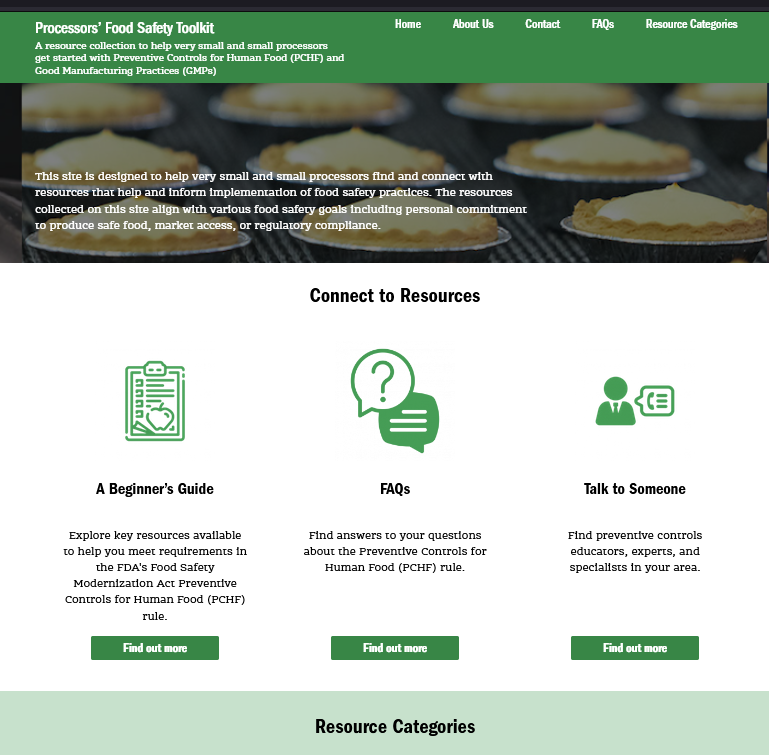 Processors' Food Safety Toolkit
A resource collection to help very small and small processors
get started with Preventive Controls for Human Food (PCHF) and
Good Manufacturing Practices (GMPs)
Home
About Us
Contact
FAQs
Resource Categories
This site is designed to help very small and small processors find and connect with
resources that help and inform implementation of food safety practices. The resources
collected on this site align with various food safety goals including personal commitment
to produce safe food, market access, or regulatory compliance.
Connect to Resources
?
A Beginner's Guide
Explore key resources available
to help you meet requirements in
the FDA's Food Safety
Modernization Act Preventive
Controls for Human Food (PCHF)
rule.
Find out more
FAQs
Find answers to your questions
about the Preventive Controls for
Human Food (PCHF) rule.
Find out more
Talk to Someone
Find preventive controls
educators, experts, and
specialists in your area.
Find out more
Resource Categories